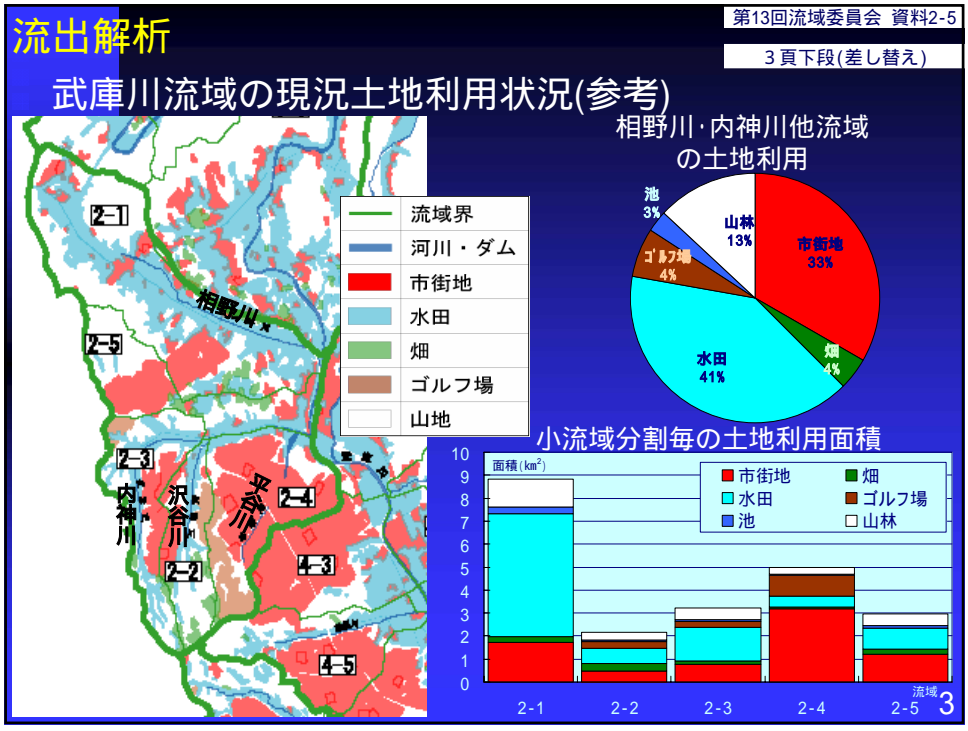 第13回流域委員会 資料2-5
3頁下段(差し替え)
流出解析
武庫川流域の現況土地利用状況(参考)
2-1
相野川
2-5
2-3
内神川
沢谷川
平谷川
2-4
2-2
4-3
4-5
流域界
河川・ダム
市街地
水田
畑
ゴルフ場
山地
相野川・内神川他流域
の土地利用
池
3%
山林
13%
市街地
33%
ゴルフ場
4%
畑
4%
水田
41%
小流域分割毎の土地利用面積
面積(km²)
10
9
8
7
6
5
4
3
2
1
0
市街地
畑
水田
ゴルフ場
池
山林
2-1
2-2
2-3
2-4
2-5
流域
3